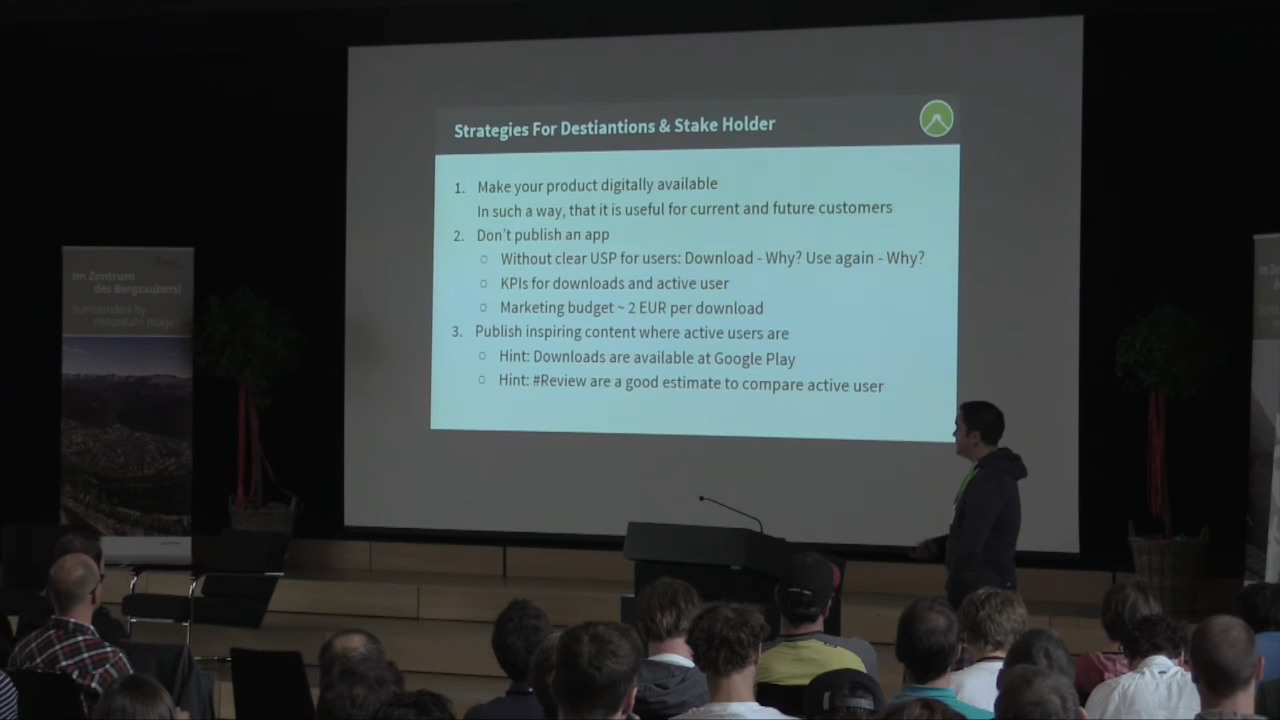 Strategies For Destiantions & Stake Holder
1. Make your product digitally available
In such a way, that it is useful for current and future customers
2. Don't publish an app
○ Without clear USP for users: Download - Why? Use again - Why?
○ KPIs for downloads and active user
○ Marketing budget ~ 2 EUR per download
3. Publish inspiring content where active users are
○ Hint: Downloads are available at Google Play
○ Hint: #Review are a good estimate to compare active user
Im Zentrum
des Bergzaubers!
Surrounded by
mountain magic!